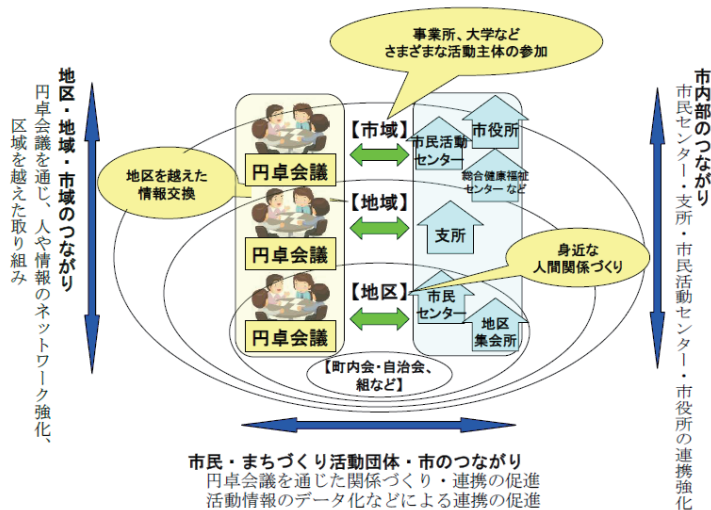 事業所、大学など
さまざまな活動主体の参加
地区・地域・市域のつながり
円卓会議を通じ、人や情報のネットワーク強化、
区域を越えた取り組み
市内部のつながり
市民センター・支所・市民活動センター・市役所の連携強化
地区を越えた
情報交換
円卓会議
【市域】
市民活動
センター
市役所
総合健康福祉
センター など
円卓会議
【地域】
支所
身近な
人間関係づくり
円卓会議
【地区】
市民
センター
地区
集会所
【町内会・自治会、
組など】
市民・まちづくり活動団体・市のつながり
円卓会議を通じた関係づくり・連携の促進
活動情報のデータ化などによる連携の促進